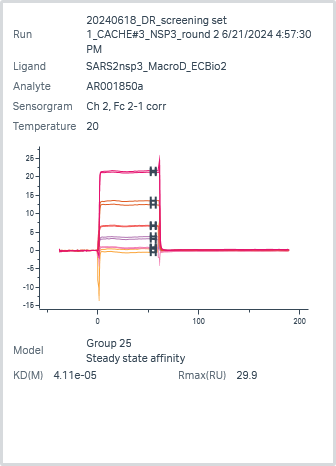 Run 20240618_DR_screening set
1_CACHE#3_NSP3_round 2 6/21/2024 4:57:30
PM
Ligand SARS2nsp3_MacroD_ECBio2
Analyte AR001850a
Sensorgram Ch 2, Fc 2-1 corr
Temperature 20
25
20
15
10
5
0
-5
-10
-15
0 100 200
Model Group 25
Steady state affinity
KD(M) 4.11e-05 Rmax(RU) 29.9